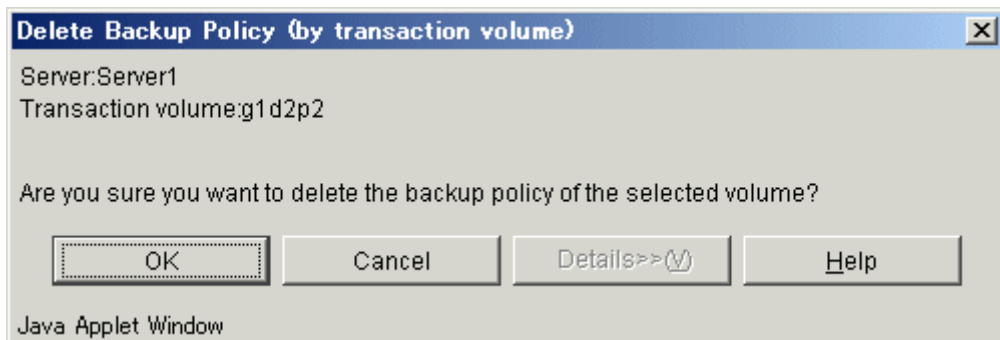 Delete Backup Policy (by transaction volume)
Server:Server1
Transaction volume:g1d2p2
Are you sure you want to delete the backup policy of the selected volume?
OK Cancel Details>>(V) Help
Java Applet Window